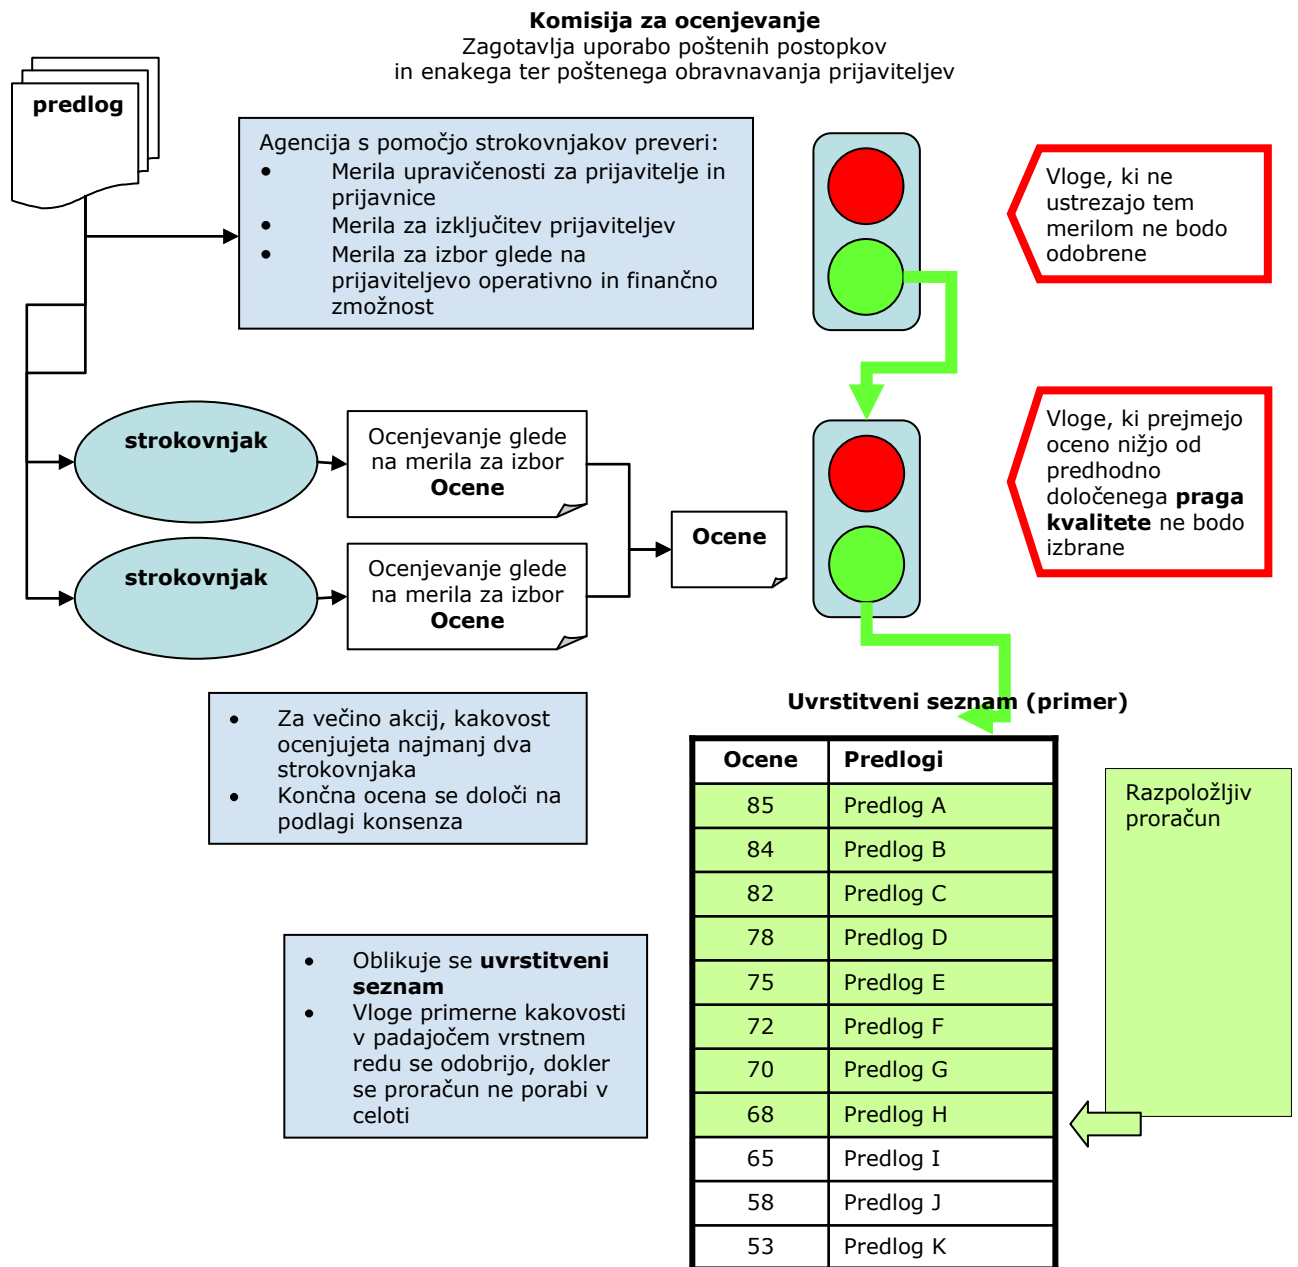 Komisija za ocenjevanje
Zagotavlja uporabo poštenih postopkov
in enakega ter poštenega obravnavanja prijaviteljev
predlog
Agencija s pomočjo strokovnjakov preveri:
• Merila upravičenosti za prijavitelje in
prijavnice
• Merila za izključitev prijaviteljev
• Merila za izbor glede na
prijaviteljevo operativno in finančno
zmožnost
Vloge, ki ne
ustrezajo tem
merilom ne bodo
odobrene
strokovnjak
Ocenjevanje glede
na merila za izbor
Ocene
strokovnjak
Ocenjevanje glede
na merila za izbor
Ocene
Ocene
Vloge, ki prejmejo
oceno nižjo od
predhodno
določenega praga
kvalitete ne bodo
izbrane
• Za večino akcij, kakovost
ocenjujeta najmanj dva
strokovnjaka
• Končna ocena se določi na
podlagi konsenza
• Oblikuje se uvrstitveni
seznam
• Vloge primerne kakovosti
v padajočem vrstnem
redu se odobrijo, dokler
se proračun ne porabi v
celoti
Uvrstitveni seznam (primer)
Ocene Predlogi
85 Predlog A
84 Predlog B
82 Predlog C
78 Predlog D
75 Predlog E
72 Predlog F
70 Predlog G
68 Predlog H
65 Predlog I
58 Predlog J
53 Predlog K
Razpoložljiv
proračun